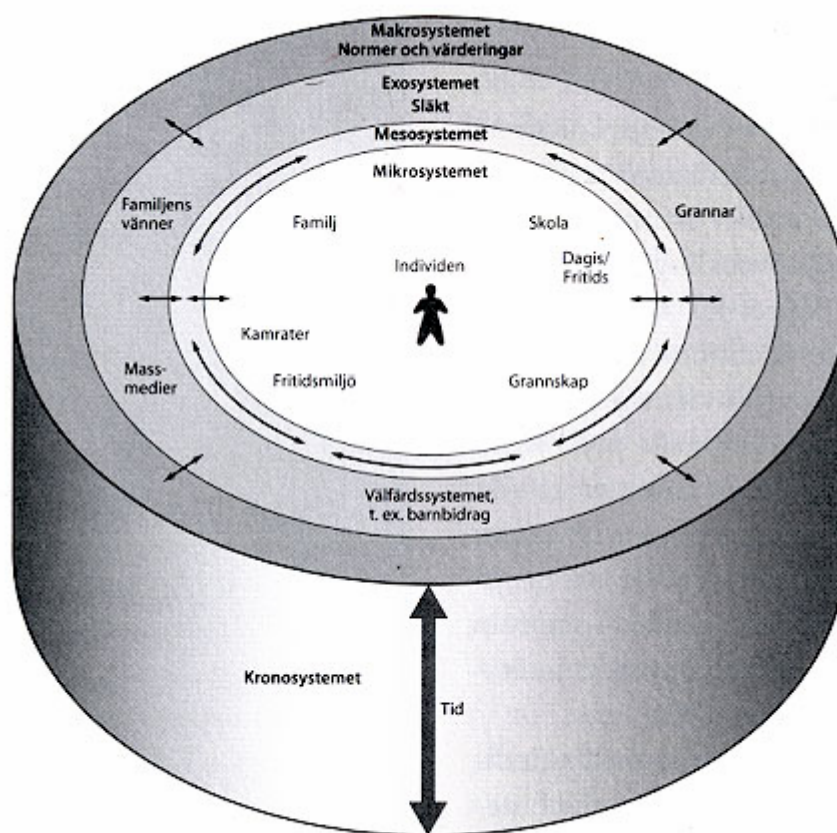 Makrosystemet
Normer och värderingar
Exosystemet
Släkt
Mesosystemet
Mikrosystemet
Familjens
vänner
Familj
Skola
Grannar
Individen
Dagis/
Fritids
Kamrater
Mass-
medier
Fritidsmiljö
Grannskap
Välfärdssystemet,
t. ex. barnbidrag
Kronosystemet
Tid